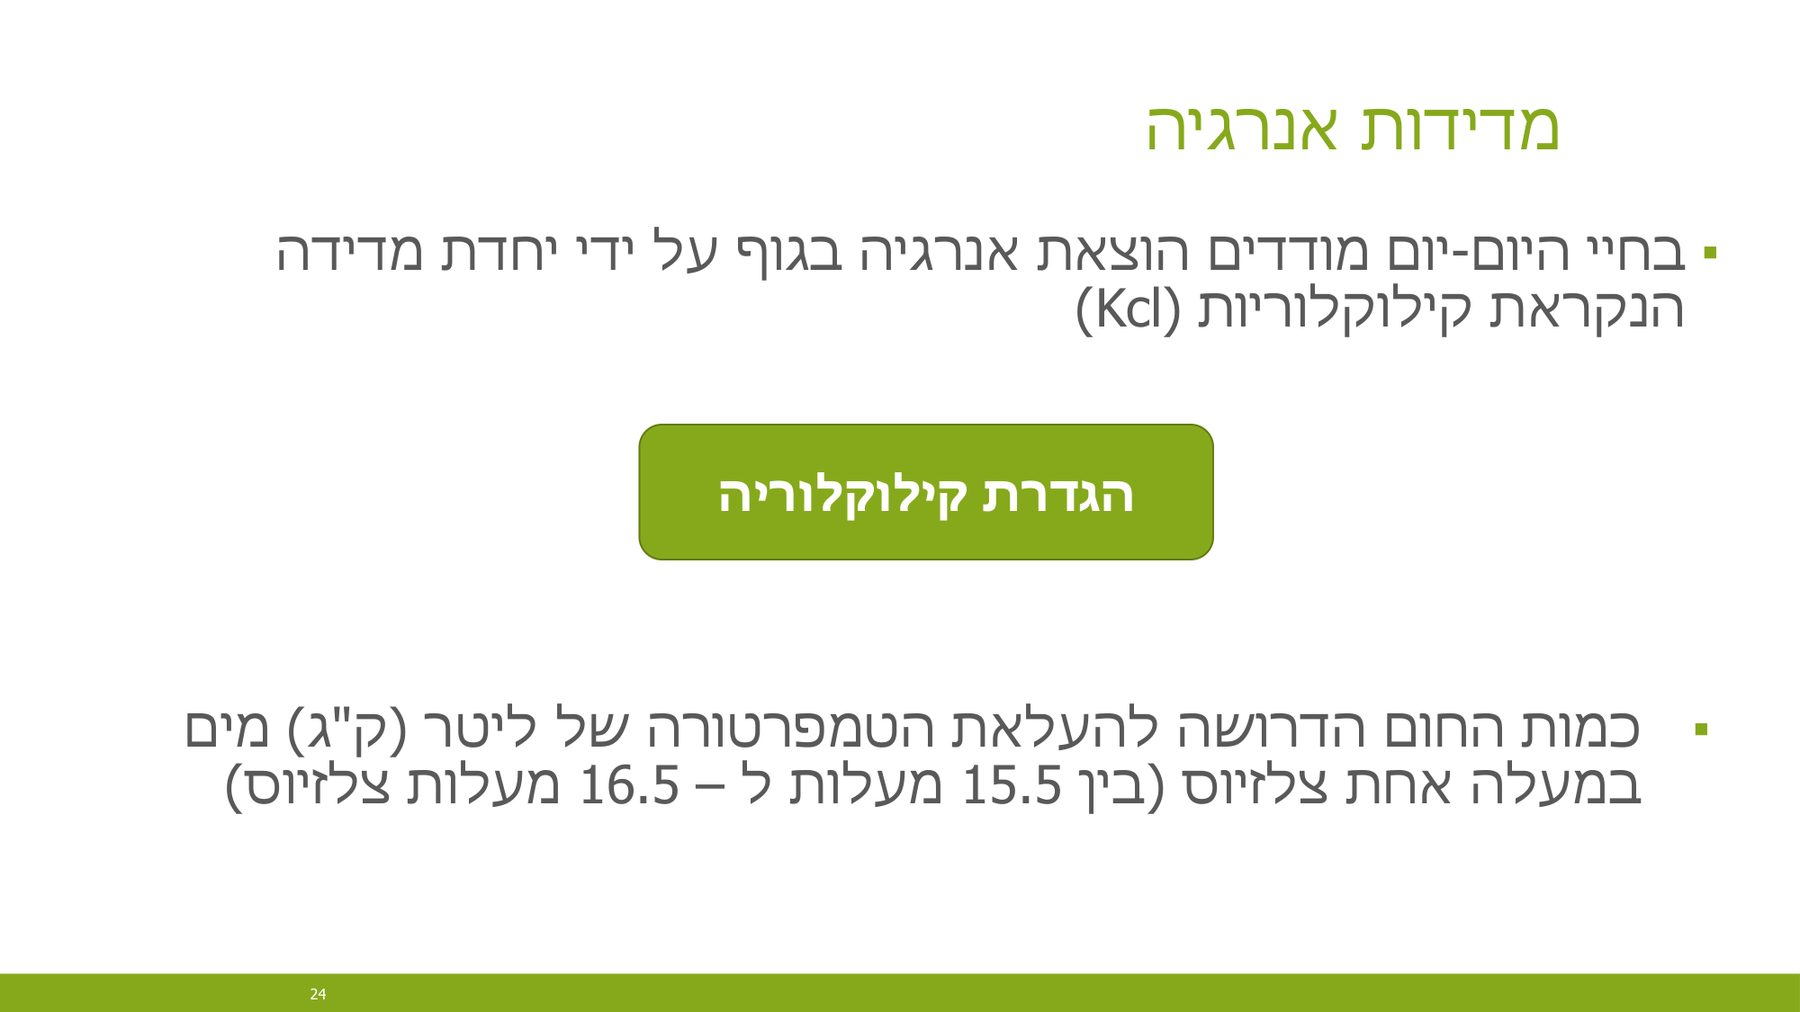 מדידות אנרגיה
בחיי היום-יום מודדים הוצאת אנרגיה בגוף על ידי יחדת מדידה
הנקראת קילוקלוריות (Kcl)
הגדרת קילוקלוריה
כמות החום הדרושה להעלאת הטמפרטורה של ליטר (ק"ג) מים
במעלה אחת צלזיוס (בין 15.5 מעלות ל – 16.5 מעלות צלזיוס)
24